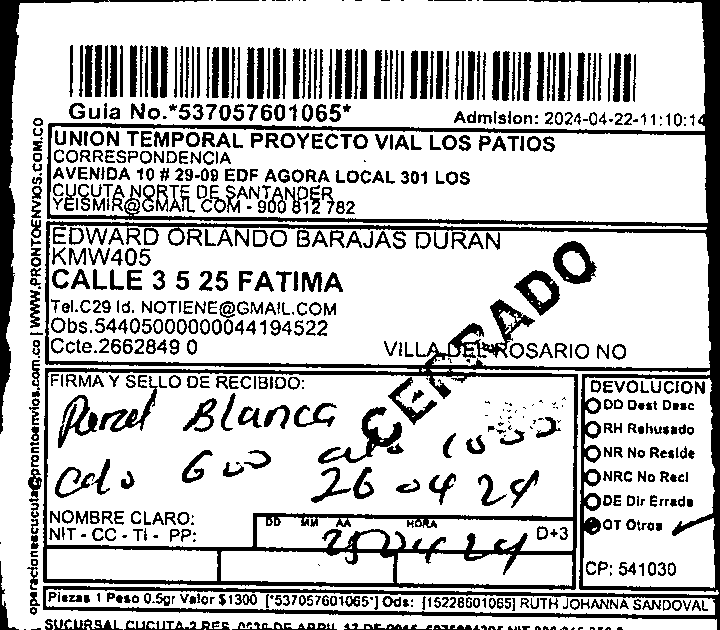 Guia No.*537057601065*
Admision: 2024-04-22-11:10:14
operacionescucuta@prontoenvios.com.co | WWW.PRONTOENVIOS.COM.CO
UNION TEMPORAL PROYECTO VIAL LOS PATIOS
CORRESPONDENCIA
AVENIDA 10 # 29-09 EDF AGORA LOCAL 301 LOS
CUCUTA NORTE DE SANTANDER
YEISMIR@GMAIL COM - 900 812 782
EDWARD ORLANDO BARAJAS DURAN
KMW405
CALLE 3 5 25 FATIMA
Tel.C29 Id. NOTIENE@GMAIL.COM
Obs.54405000000044194522
Ccte.2662849 0
VILLA DEL ROSARIO NO
CERRADO
FIRMA Y SELLO DE RECIBIDO:
Pared Blanca
26 04 24
NOMBRE CLARO:
NIT - CC - TI - PP:
DD MM AA HORA
25 04 24
D+3
DEVOLUCION
DD Dest Desc
RH Rehusado
NR No Reside
NRC No Recl
DE Dir Errada
OT Otros
CP: 541030
Piezas 1 Peso 0.5gr Valor $1300 [*537057601065*] Ods: [15228601065] RUTH JOHANNA SANDOVAL